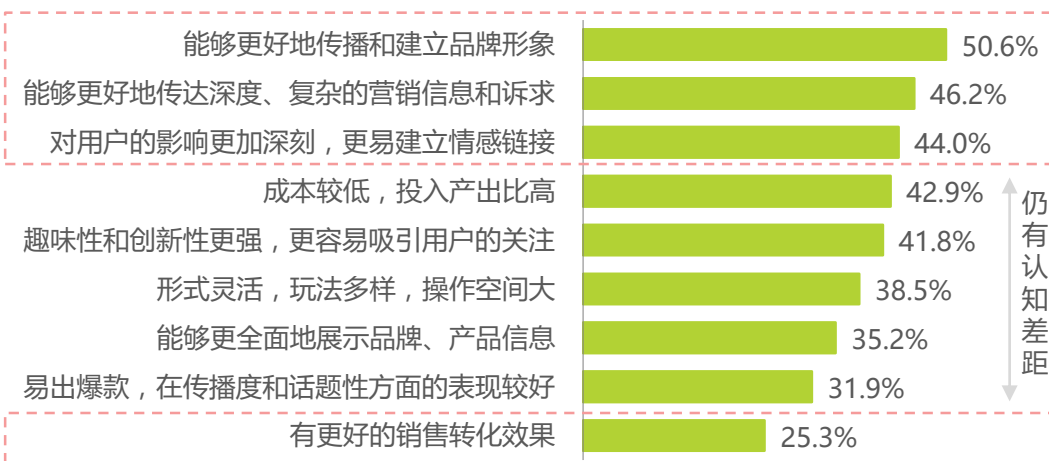 能够更好地传播和建立品牌形象 50.6%
能够更好地传达深度、复杂的营销信息和诉求 46.2%
对用户的影响更加深刻，更易建立情感链接 44.0%
成本较低，投入产出比高 42.9%
趣味性和创新性更强，更容易吸引用户的关注 41.8%
形式灵活，玩法多样，操作空间大 38.5%
能够更全面地展示品牌、产品信息 35.2%
易出爆款，在传播度和话题性方面的表现较好 31.9%
有更好的销售转化效果 25.3%
仍有认知差距